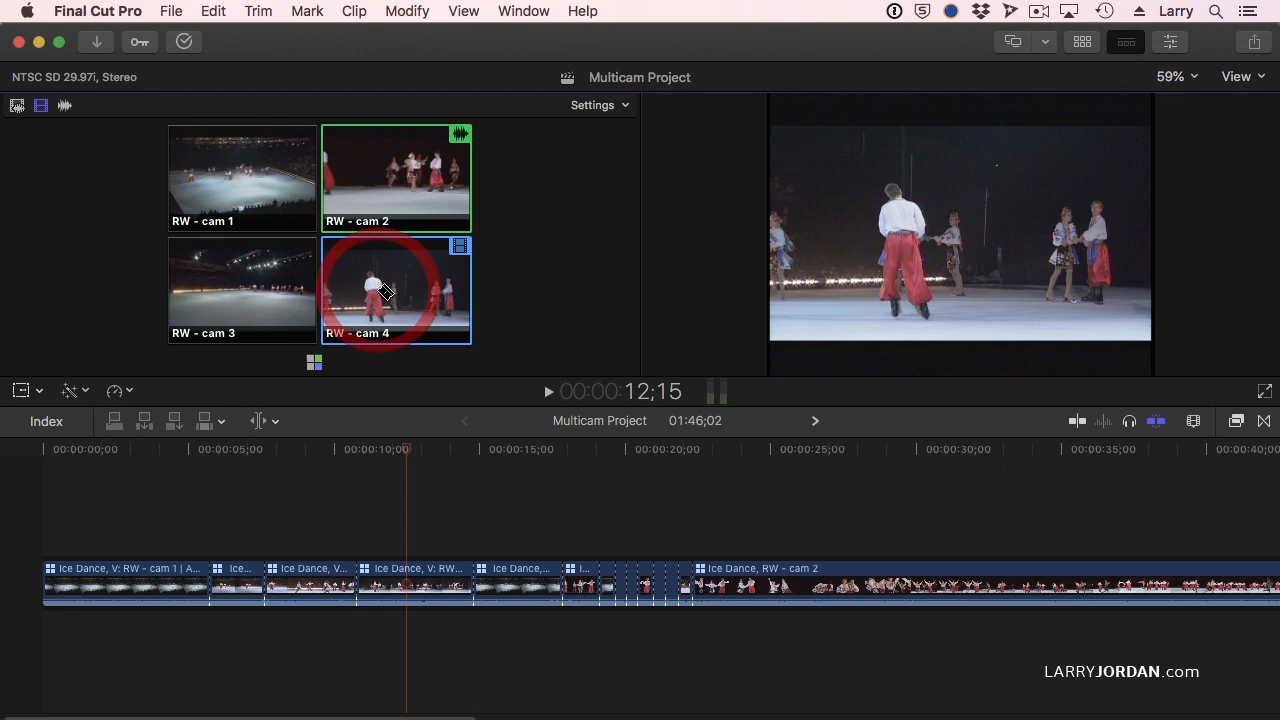 Final Cut Pro File Edit Trim Mark Clip Modify View Window Help Larry
NTSC SD 29.97i, Stereo Multicam Project 59% View
Settings
RW - cam 1 RW - cam 2
RW - cam 3 RW - cam 4
00:00:12;15
Index Multicam Project 01:46;02
00:00:00;00 00:00:05;00 00:00:10;00 00:00:15;00 00:00:20;00 00:00:25;00 00:00:30;00 00:00:35;00 00:00:40;00
Ice Dance, V: RW - cam 1 | A... Ice... Ice Dance, V... Ice Dance, V: RW... Ice Dance,... I... Ice Dance, RW - cam 2
LARRYJORDAN.com